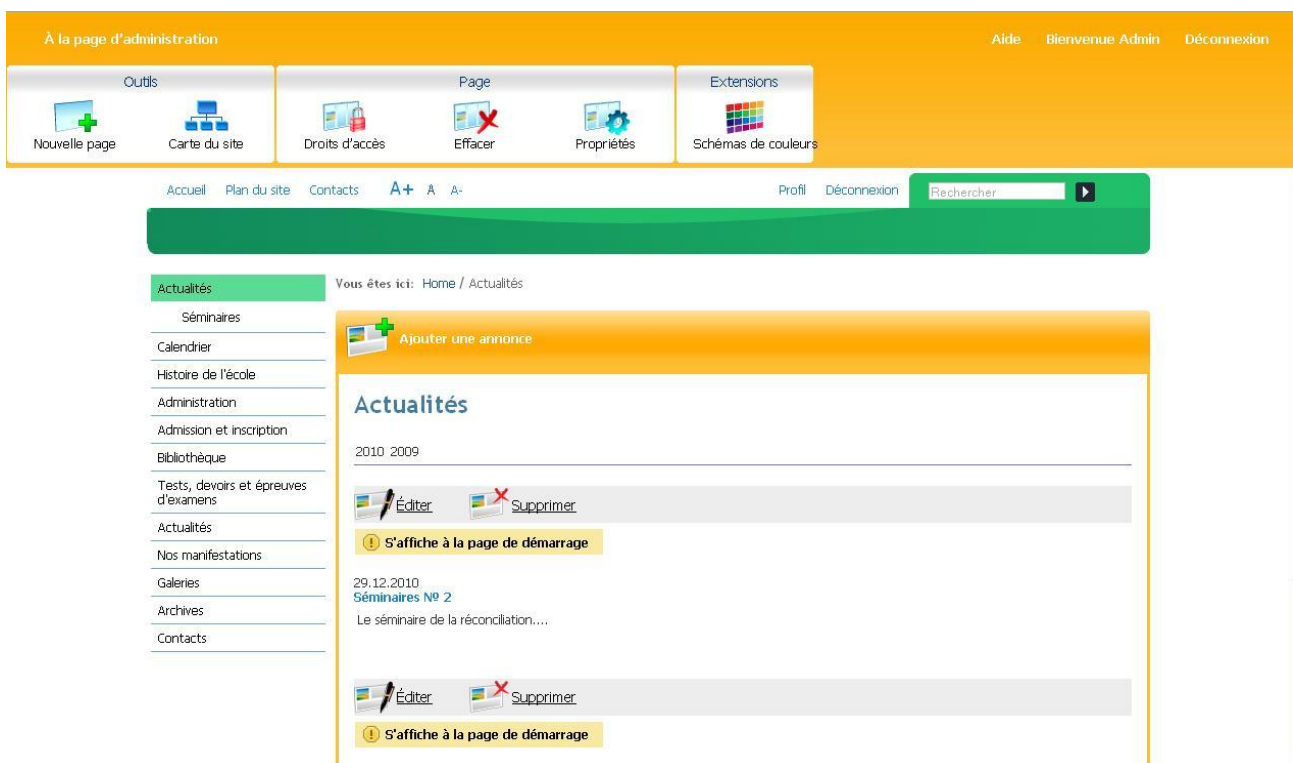 À la page d'administration
Aide Bienvenue Admin Déconnexion
Outils Page Extensions
Nouvelle page Carte du site Droits d'accès Effacer Propriétés Schémas de couleurs
Accueil Plan du site Contacts A+ A A- Profil Déconnexion Rechercher
Vous êtes ici: Home / Actualités
Actualités
Séminaires
Calendrier
Histoire de l'école
Administration
Admission et inscription
Bibliothèque
Tests, devoirs et épreuves
d'examens
Actualités
Nos manifestations
Galeries
Archives
Contacts
Ajouter une annonce
Actualités
2010 2009
Éditer Supprimer
S'affiche à la page de démarrage
29.12.2010
Séminaires Nº 2
Le séminaire de la réconciliation....
Éditer Supprimer
S'affiche à la page de démarrage